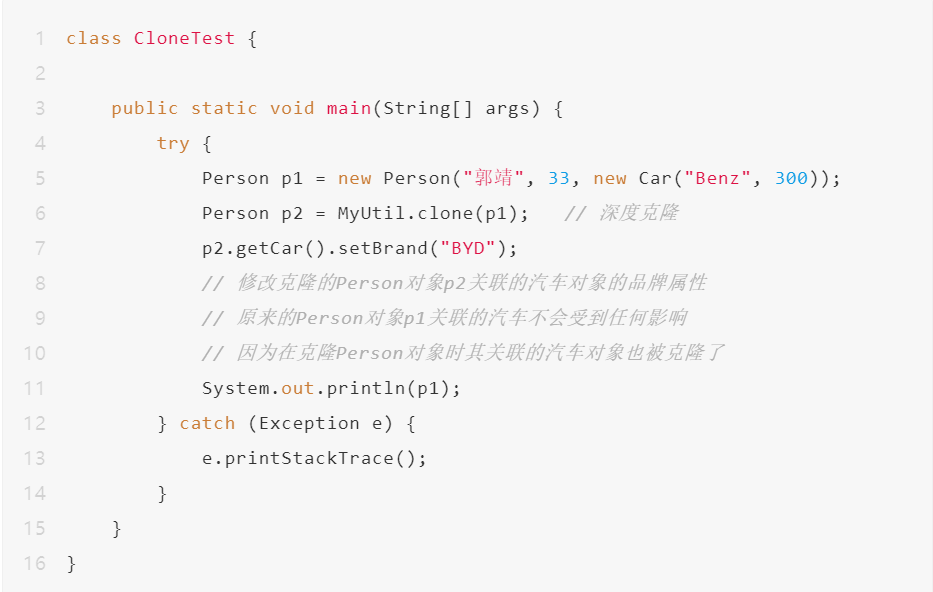 1 class CloneTest {
2
3 public static void main(String[] args) {
4 try {
5 Person p1 = new Person("郭靖", 33, new Car("Benz", 300));
6 Person p2 = MyUtil.clone(p1); // 深度克隆
7 p2.getCar().setBrand("BYD");
8 // 修改克隆的Person对象p2关联的汽车对象的品牌属性
9 // 原来的Person对象p1关联的汽车不会受到任何影响
10 // 因为在克隆Person对象时其关联的汽车对象也被克隆了
11 System.out.println(p1);
12 } catch (Exception e) {
13 e.printStackTrace();
14 }
15 }
16 }